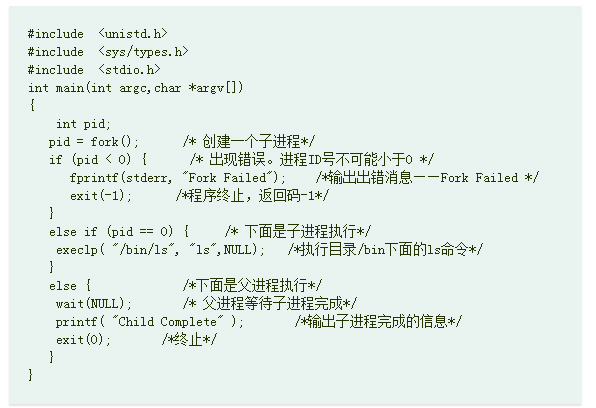 #include  <unistd.h>
#include  <sys/types.h>
#include  <stdio.h>
int main(int argc,char *argv[])
{
    int pid;
   pid = fork();      /* 创建一个子进程*/
   if (pid < 0) {      /* 出现错误。进程ID号不可能小于0 */
      fprintf(stderr, "Fork Failed");    /*输出出错消息——Fork Failed */
      exit(-1);      /*程序终止，返回码-1*/
   }
   else if (pid == 0) {     /* 下面是子进程执行*/
    execlp( "/bin/ls", "ls",NULL);   /*执行目录/bin下面的ls命令*/
   }
   else {             /*下面是父进程执行*/
    wait(NULL);       /* 父进程等待子进程完成*/
    printf( "Child Complete" );       /*输出子进程完成的信息*/
    exit(0);       /*终止*/
   }
}